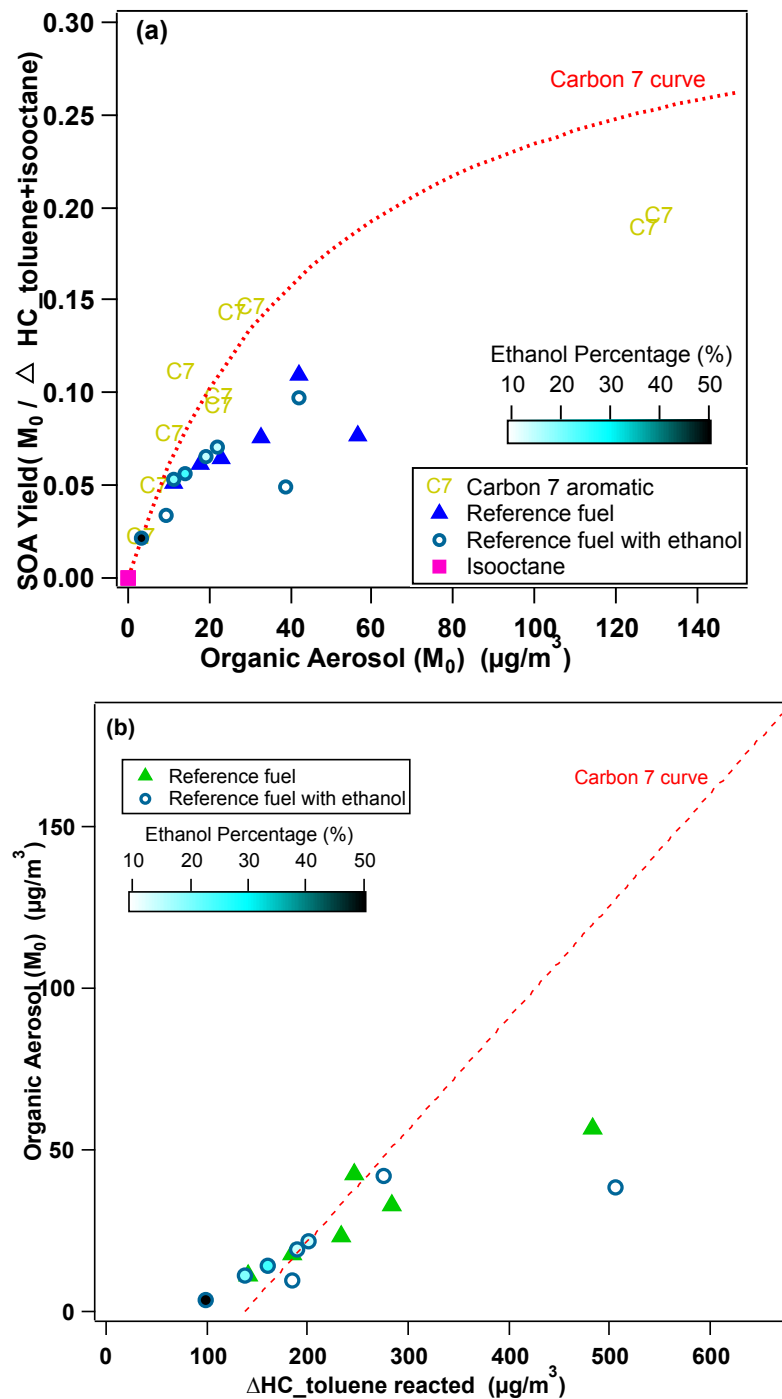 (a)
0.30
0.25
0.20
0.15
0.10
0.05
0.00
SOA Yield( M₀ / △ HC_toluene+isooctane)
Carbon 7 curve
C7
C7
C7
C7
C7
C7
C7
C7
C7
C7
Ethanol Percentage (%)
10 20 30 40 50
C7 Carbon 7 aromatic
Reference fuel
Reference fuel with ethanol
Isooctane
0 20 40 60 80 100 120 140
Organic Aerosol (M₀) (µg/m³)
(b)
Reference fuel
Reference fuel with ethanol
Ethanol Percentage (%)
10 20 30 40 50
Carbon 7 curve
150
100
50
0
Organic Aerosol (M₀) (µg/m³)
0 100 200 300 400 500 600
ΔHC_toluene reacted (µg/m³)